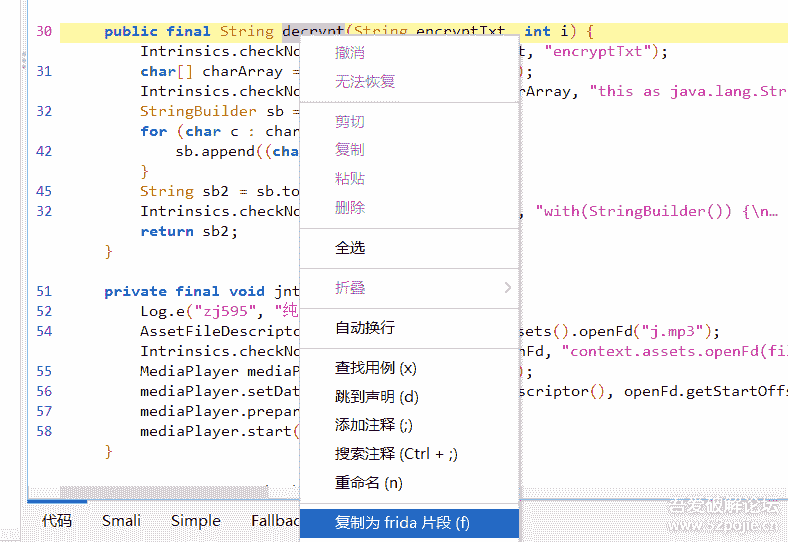 30 public final String decrypt(String encryptTxt, int i) {
Intrinsics.checkNo t, "encryptTxt");
31 char[] charArray = );
Intrinsics.checkNo rArray, "this as java.lang.Str
32 StringBuilder sb =
for (char c : char
42 sb.append((cha
}
45 String sb2 = sb.to
32 Intrinsics.checkNo , "with(StringBuilder()) {\n…
return sb2;
}
51 private final void jnt
52 Log.e("zj595", "纯
54 AssetFileDescripto sets().openFd("j.mp3");
Intrinsics.checkNo nFd, "context.assets.openFd(fil
55 MediaPlayer mediaP );
56 mediaPlayer.setDat scriptor(), openFd.getStartOffs
57 mediaPlayer.prepar
58 mediaPlayer.start(
}
撤消
无法恢复
剪切
复制
粘贴
删除
全选
折叠
自动换行
查找用例 (x)
跳到声明 (d)
添加注释 (;)
搜索注释 (Ctrl + ;)
重命名 (n)
复制为 frida 片段 (f)
代码 Smali Simple Fallbac
吾爱破解论坛
www.52pojie.cn